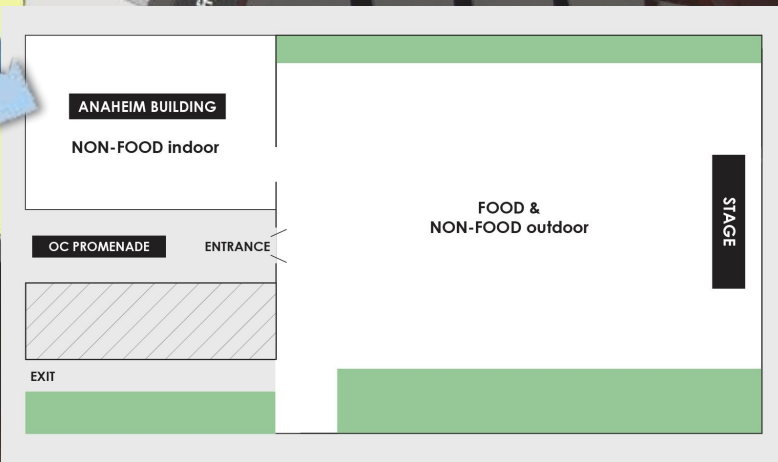 ANAHEIM BUILDING
NON-FOOD indoor
FOOD &
NON-FOOD outdoor
STAGE
OC PROMENADE
ENTRANCE
EXIT